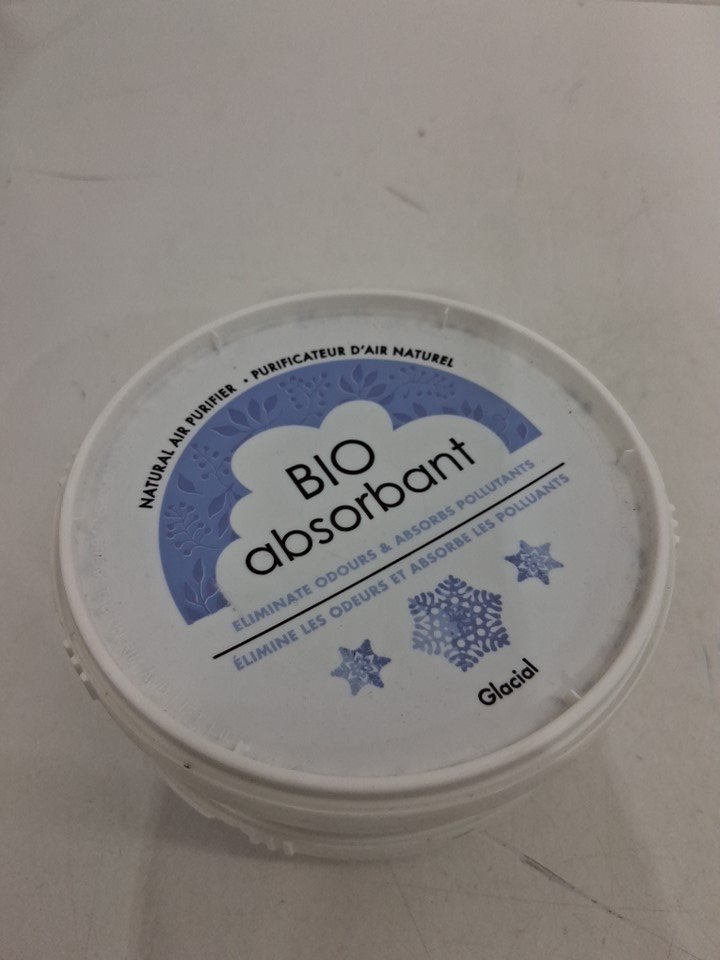 NATURAL AIR PURIFIER • PURIFICATEUR D'AIR NATUREL
BIO
absorbant
ELIMINATE ODOURS & ABSORBS POLLUTANTS
ÉLIMINE LES ODEURS ET ABSORBE LES POLLUANTS
Glacial